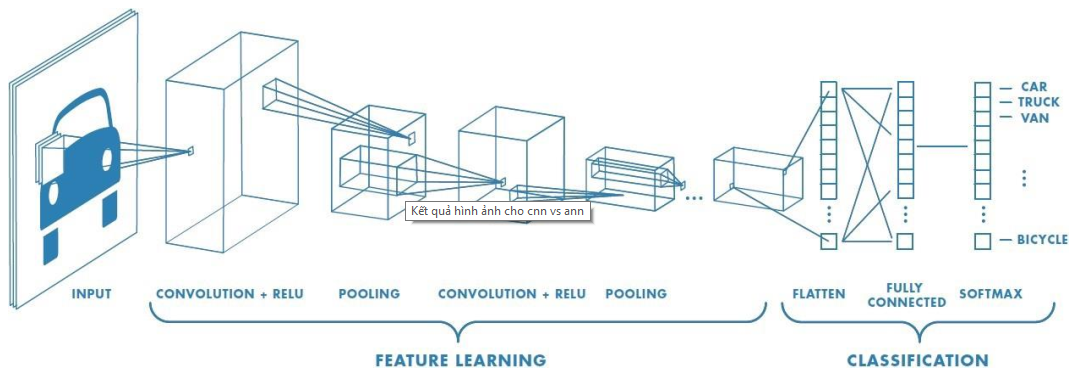 CAR
TRUCK
VAN
Kết quả hình ảnh cho cnn vs ann
BICYCLE
INPUT
CONVOLUTION + RELU
POOLING
CONVOLUTION + RELU
POOLING
FLATTEN
FULLY
CONNECTED
SOFTMAX
FEATURE LEARNING
CLASSIFICATION